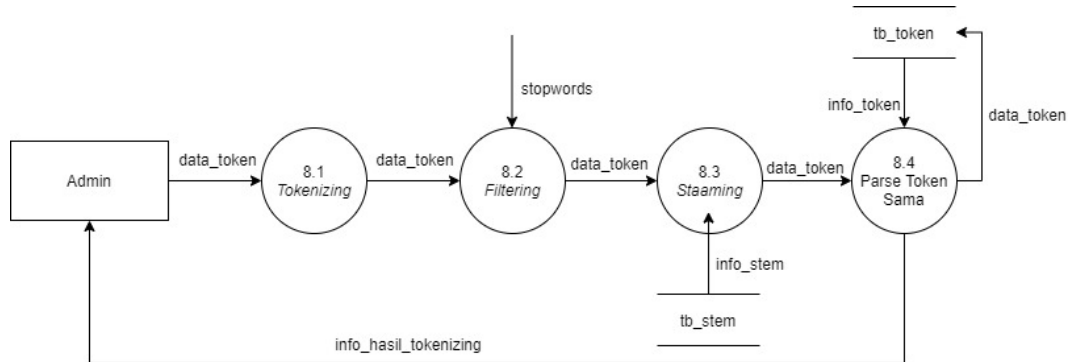 tb_token
stopwords
info_token
data_token
Admin
data_token
8.1
Tokenizing
data_token
8.2
Filtering
data_token
8.3
Staaming
data_token
8.4
Parse Token
Sama
info_stem
tb_stem
info_hasil_tokenizing